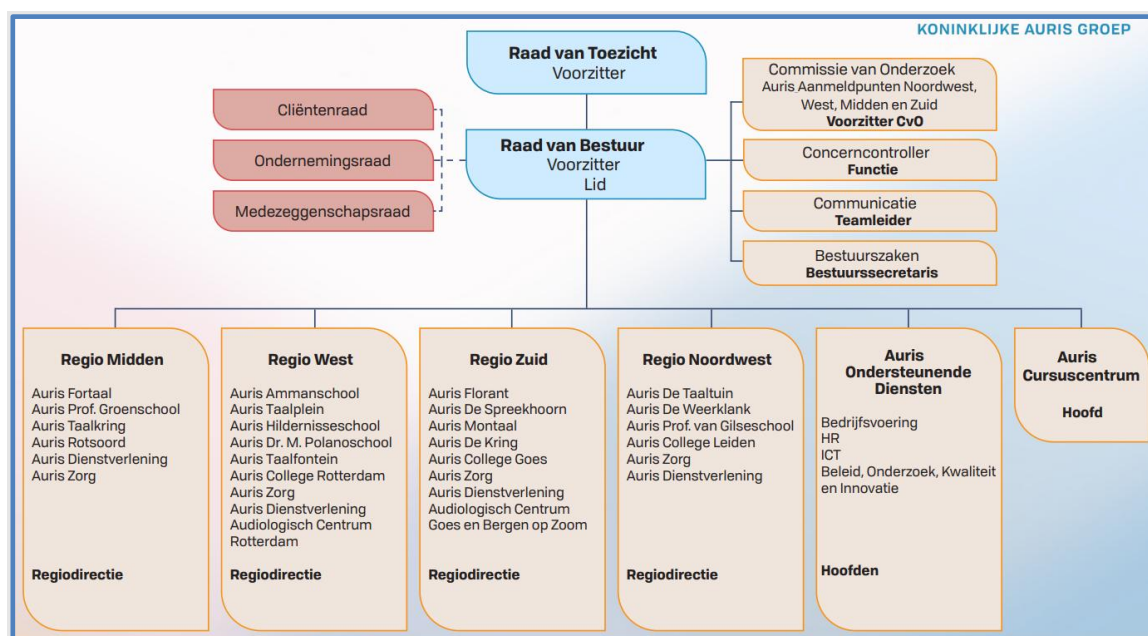 KONINKLIJKE AURIS GROEP
Raad van Toezicht
Voorzitter
Commissie van Onderzoek
Auris Aanmeldpunten Noordwest,
West, Midden en Zuid
Voorzitter CvO
Cliëntenraad
Ondernemingsraad
Medezeggenschapsraad
Raad van Bestuur
Voorzitter
Lid
Concerncontroller
Functie
Communicatie
Teamleider
Bestuurszaken
Bestuurssecretaris
Regio Midden
Auris Fortaal
Auris Prof. Groenschool
Auris Taalkring
Auris Rotsoord
Auris Dienstverlening
Auris Zorg
Regiodirectie
Regio West
Auris Ammanschool
Auris Taalplein
Auris Hildernisseschool
Auris Dr. M. Polanoschool
Auris Taalfontein
Auris College Rotterdam
Auris Zorg
Auris Dienstverlening
Audiologisch Centrum
Rotterdam
Regiodirectie
Regio Zuid
Auris Florant
Auris De Spreekhoorn
Auris Montaal
Auris De Kring
Auris College Goes
Auris Zorg
Auris Dienstverlening
Audiologisch Centrum
Goes en Bergen op Zoom
Regiodirectie
Regio Noordwest
Auris De Taaltuin
Auris De Weerklank
Auris Prof. van Gilseschool
Auris College Leiden
Auris Zorg
Auris Dienstverlening
Regiodirectie
Auris
Ondersteunende
Diensten
Bedrijfsvoering
HR
ICT
Beleid, Onderzoek, Kwaliteit
en Innovatie
Hoofden
Auris
Cursuscentrum
Hoofd